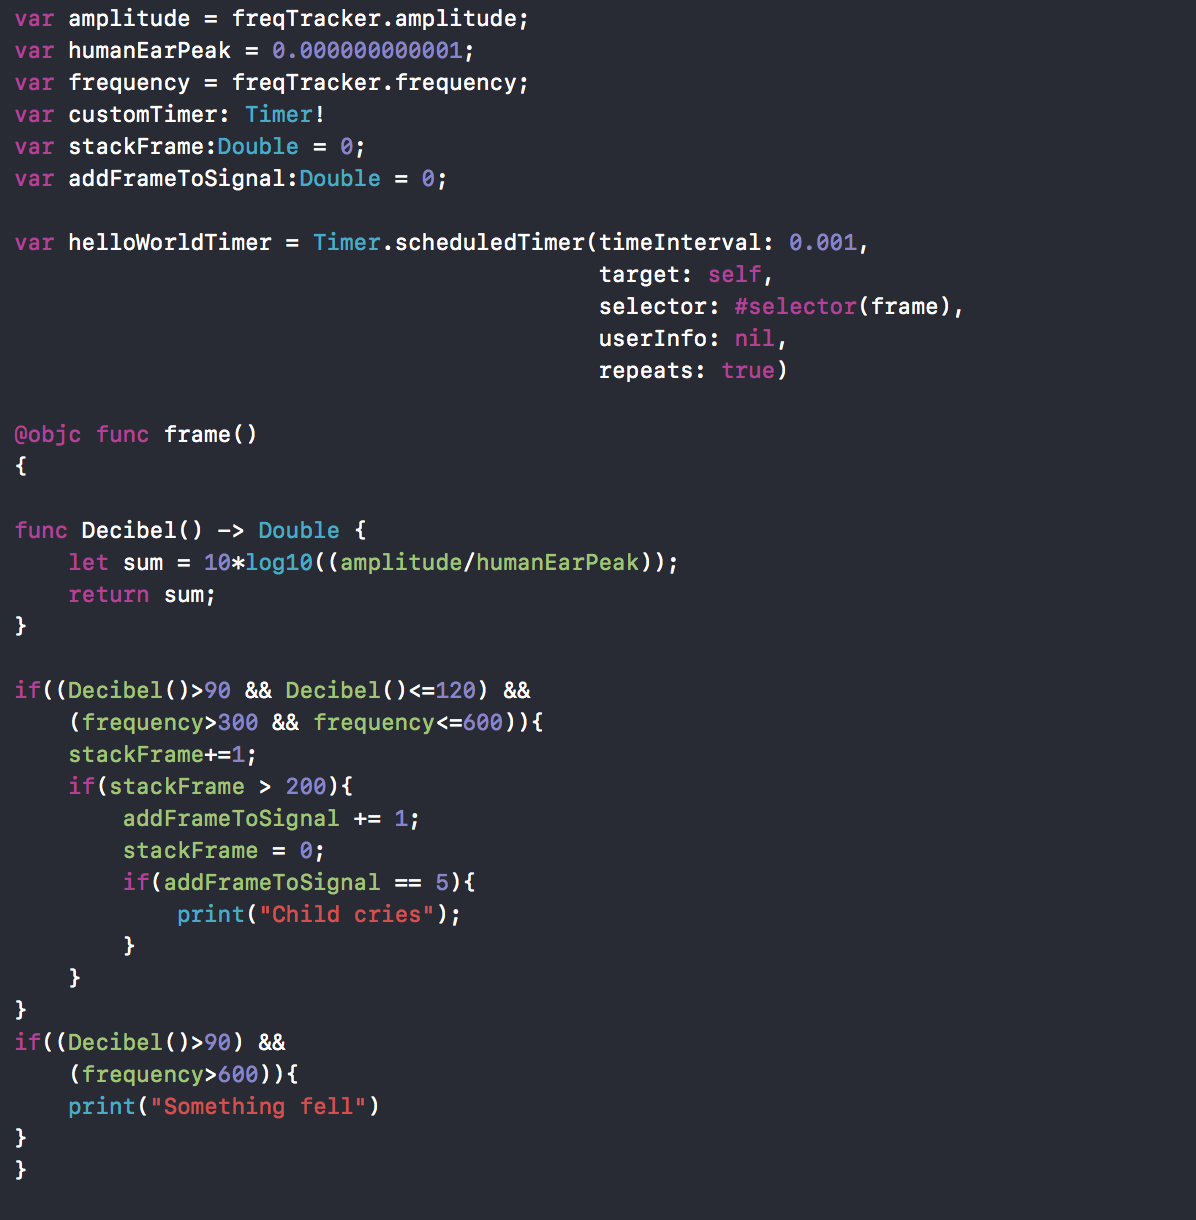 var amplitude = freqTracker.amplitude;
var humanEarPeak = 0.000000000001;
var frequency = freqTracker.frequency;
var customTimer: Timer!
var stackFrame:Double = 0;
var addFrameToSignal:Double = 0;

var helloWorldTimer = Timer.scheduledTimer(timeInterval: 0.001,
                                           target: self,
                                           selector: #selector(frame),
                                           userInfo: nil,
                                           repeats: true)

@objc func frame()
{

func Decibel() -> Double {
    let sum = 10*log10((amplitude/humanEarPeak));
    return sum;
}

if((Decibel()>90 && Decibel()<=120) &&
    (frequency>300 && frequency<=600)){
    stackFrame+=1;
    if(stackFrame > 200){
        addFrameToSignal += 1;
        stackFrame = 0;
        if(addFrameToSignal == 5){
            print("Child cries");
        }
    }
}
if((Decibel()>90) &&
    (frequency>600)){
    print("Something fell")
}
}